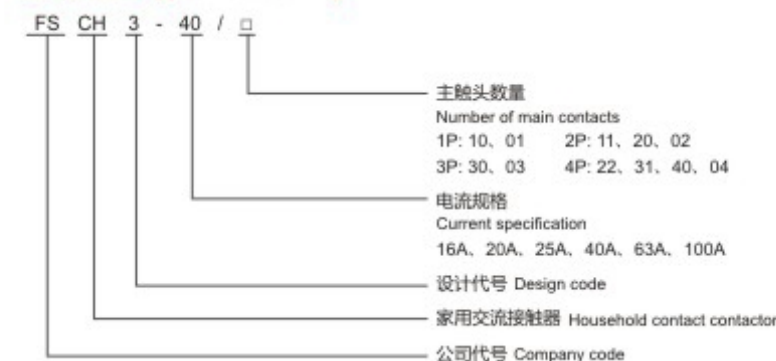 FS CH 3 - 40 / □
主触头数量
Number of main contacts
1P: 10、01 2P: 11、20、02
3P: 30、03 4P: 22、31、40、04
电流规格
Current specification
16A、20A、25A、40A、63A、100A
设计代号 Design code
家用交流接触器 Household contact contactor
公司代号 Company code